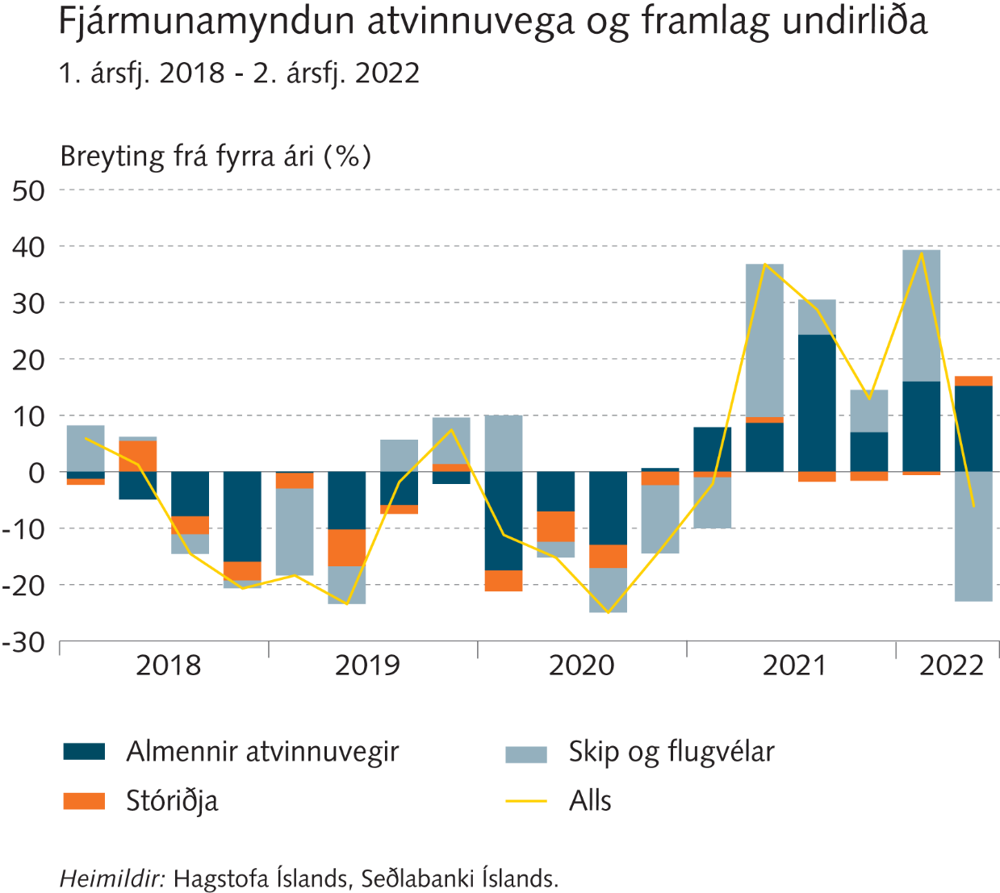 Fjármunamyndun atvinnuvega og framlag undirliða
1. ársfj. 2018 - 2. ársfj. 2022
Breyting frá fyrra ári (%)
50
40
30
20
10
0
-10
-20
-30
2018 2019 2020 2021 2022
Almennir atvinnuvegir
Skip og flugvélar
Stóriðja
Alls
Heimildir: Hagstofa Íslands, Seðlabanki Íslands.